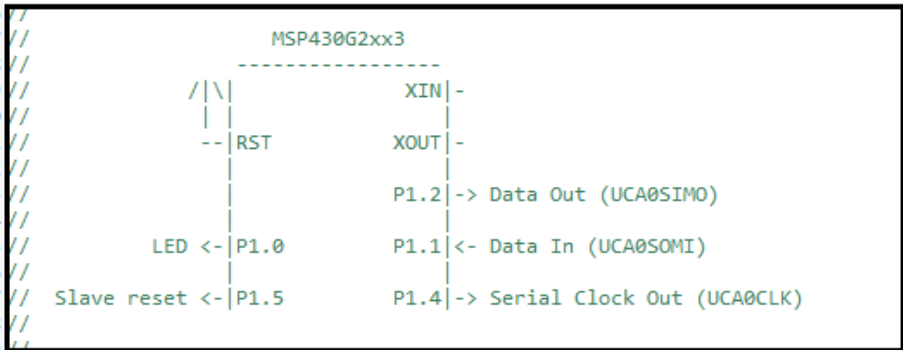 //
//                      MSP430G2xx3
//                   -----------------
//               /|\|              XIN|-
//                | |                 |
//                --|RST          XOUT|-
//                  |                 |
//                  |             P1.2|-> Data Out (UCA0SIMO)
//                  |                 |
//           LED <-|P1.0         P1.1|<- Data In (UCA0SOMI)
//                  |                 |
//   Slave reset <-|P1.5         P1.4|-> Serial Clock Out (UCA0CLK)
//
//